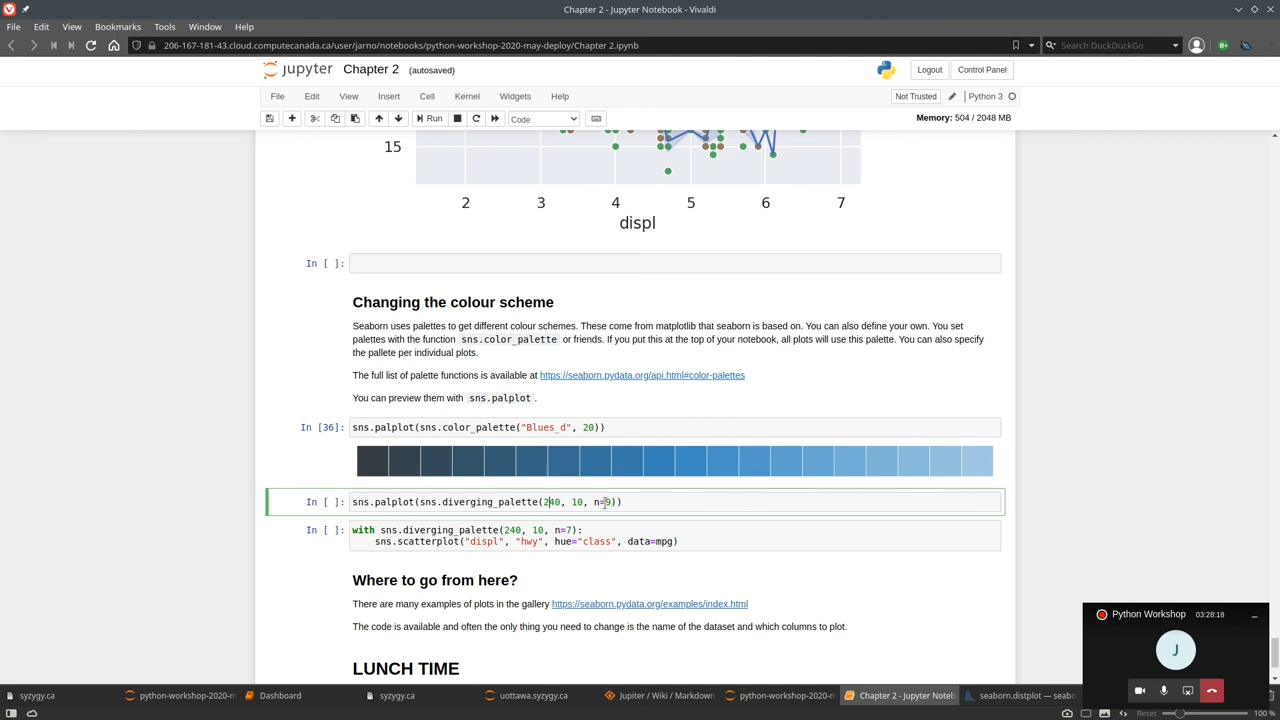 Chapter 2 - Jupyter Notebook - Vivaldi
File Edit View Bookmarks Tools Window Help
206-167-181-43.cloud.computecanada.ca/user/jarno/notebooks/python-workshop-2020-may-deploy/Chapter 2.ipynb
Search DuckDuckGo
jupyter Chapter 2 (autosaved)
Logout Control Panel
File Edit View Insert Cell Kernel Widgets Help
Not Trusted Python 3
Run Code
Memory: 504 / 2048 MB
15
2 3 4 5 6 7
displ
In [ ]:
Changing the colour scheme
Seaborn uses palettes to get different colour schemes. These come from matplotlib that seaborn is based on. You can also define your own. You set
palettes with the function sns.color_palette or friends. If you put this at the top of your notebook, all plots will use this palette. You can also specify
the pallete per individual plots.
The full list of palette functions is available at https://seaborn.pydata.org/api.html#color-palettes
You can preview them with sns.palplot.
In [36]: sns.palplot(sns.color_palette("Blues_d", 20))
In [ ]: sns.palplot(sns.diverging_palette(240, 10, n=9))
In [ ]: with sns.diverging_palette(240, 10, n=7):
sns.scatterplot("displ", "hwy", hue="class", data=mpg)
Where to go from here?
There are many examples of plots in the gallery https://seaborn.pydata.org/examples/index.html
The code is available and often the only thing you need to change is the name of the dataset and which columns to plot.
LUNCH TIME
Python Workshop 03:28:18
J
syzygy.ca python-workshop-2020-m Dashboard syzygy.ca uottawa.syzygy.ca Jupiter / Wiki / Markdown python-workshop-2020-m Chapter 2 - Jupyter Noteb seaborn.distplot — seabo
Reset 100 %